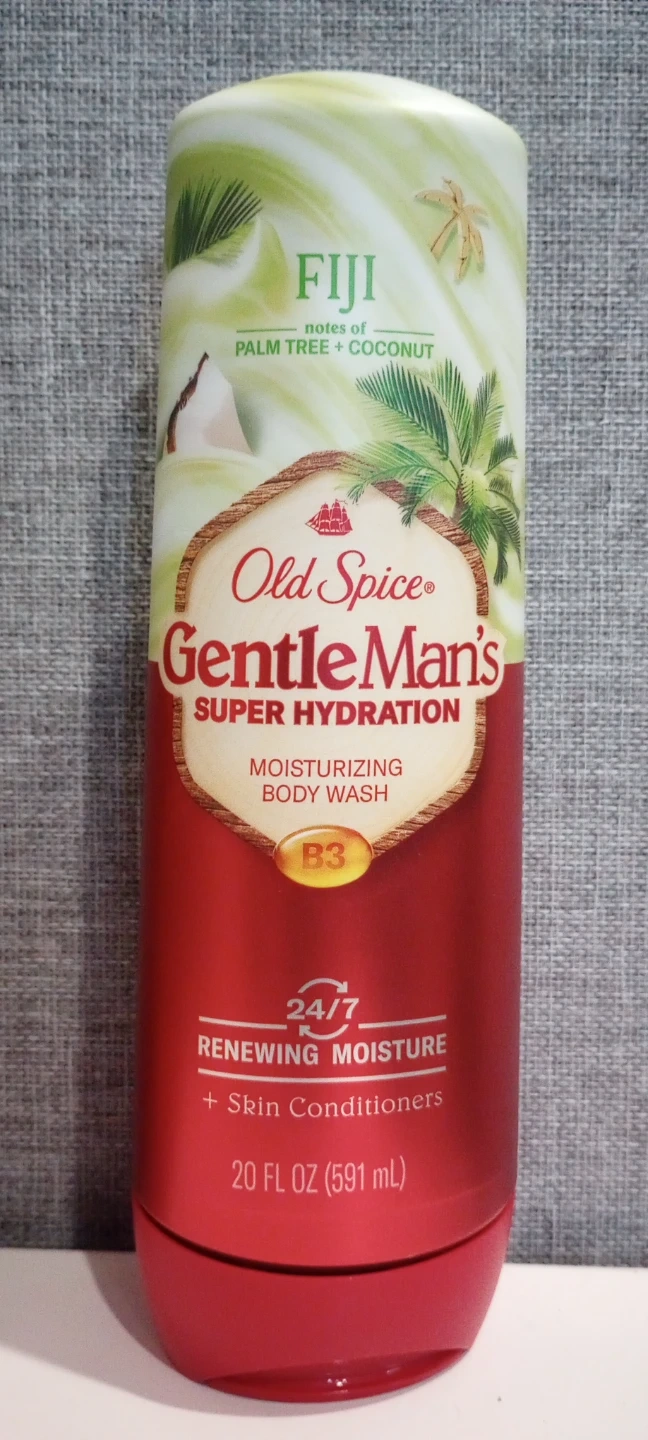 FIJI
notes of
PALM TREE + COCONUT
Old Spice®
GentleMan's
SUPER HYDRATION
MOISTURIZING
BODY WASH
B3
24/7
RENEWING MOISTURE
+ Skin Conditioners
20 FL OZ (591 mL)